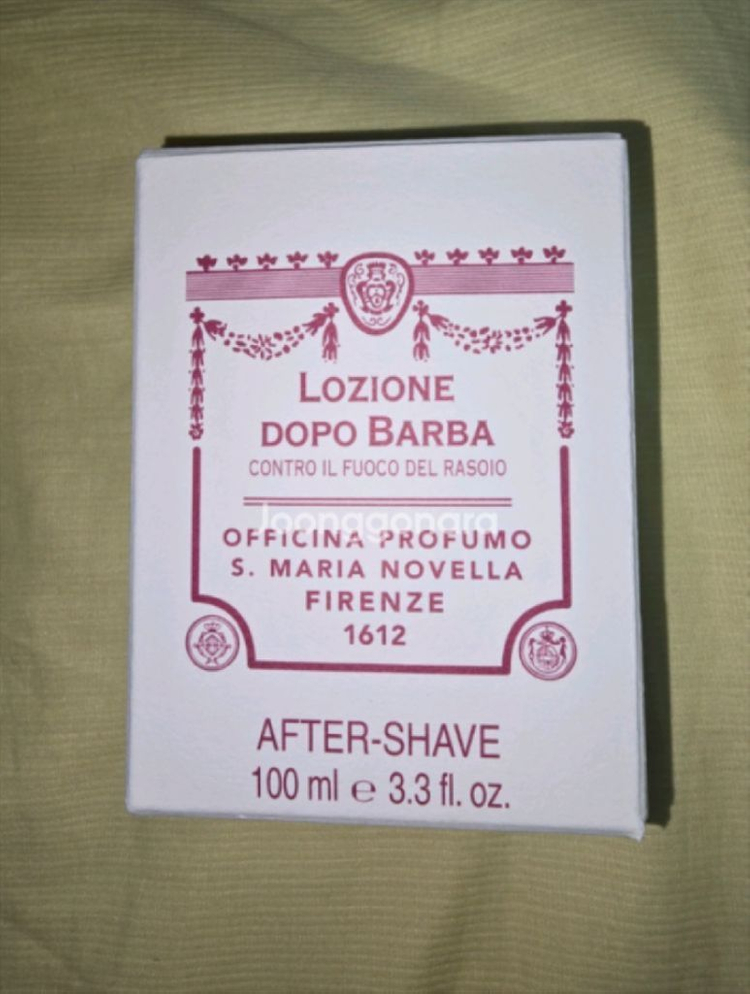 LOZIONE
DOPO BARBA
CONTRO IL FUOCO DEL RASOIO
Joonggonara
OFFICINA PROFUMO
S. MARIA NOVELLA
FIRENZE
1612
AFTER-SHAVE
100 ml e 3.3 fl. oz.